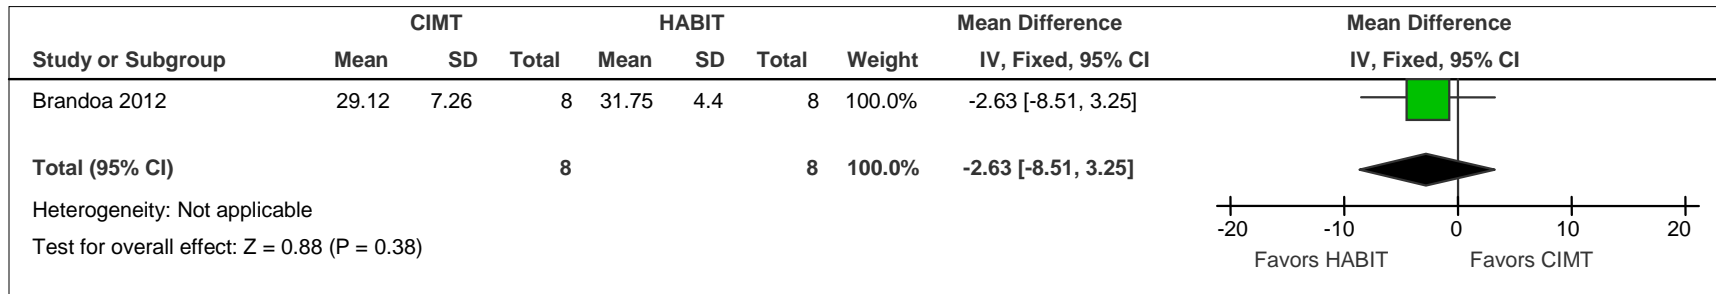 CIMT HABIT Mean Difference Mean Difference
Study or Subgroup Mean SD Total Mean SD Total Weight IV, Fixed, 95% CI IV, Fixed, 95% CI
Brandoa 2012 29.12 7.26 8 31.75 4.4 8 100.0% -2.63 [-8.51, 3.25]
Total (95% CI) 8 8 100.0% -2.63 [-8.51, 3.25]
Heterogeneity: Not applicable
Test for overall effect: Z = 0.88 (P = 0.38)
-20 -10 0 10 20
Favors HABIT Favors CIMT